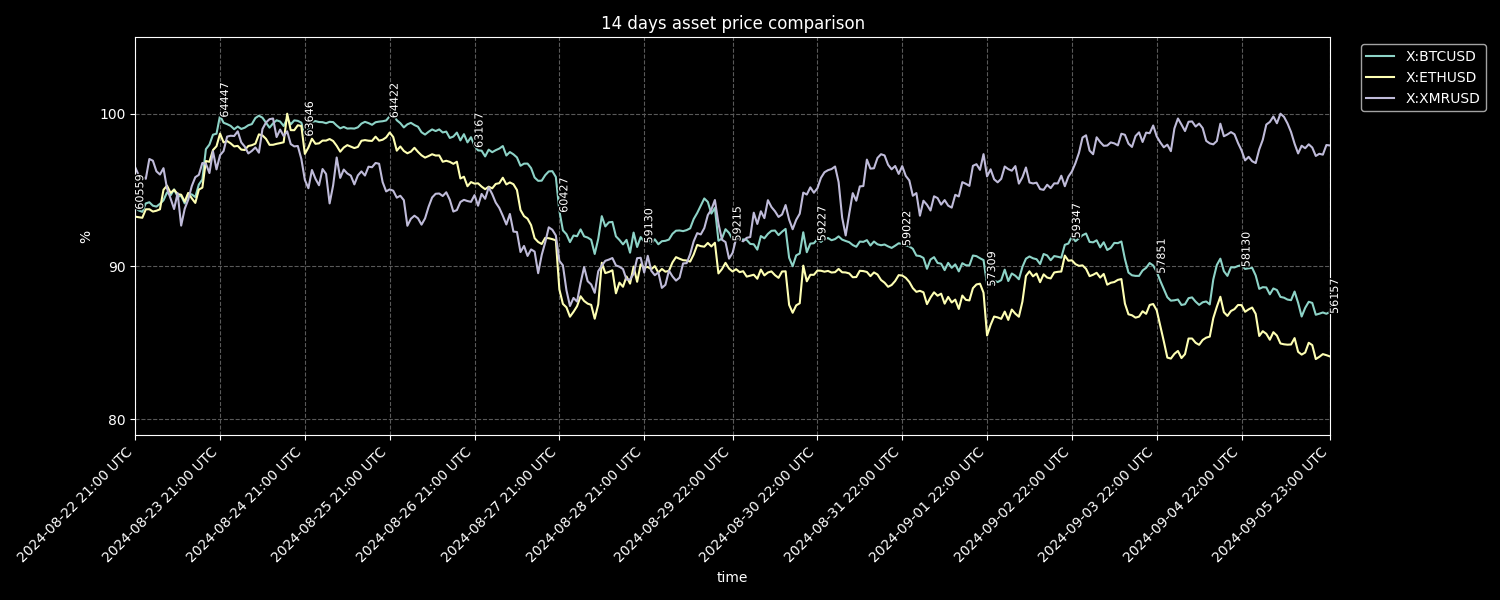 14 days asset price comparison
X:BTCUSD
X:ETHUSD
X:XMRUSD
100
90
80
%
60559
64447
63646
64422
63167
60427
59130
59215
59227
59022
57309
59347
57851
58130
56157
2024-08-22 21:00 UTC
2024-08-23 21:00 UTC
2024-08-24 21:00 UTC
2024-08-25 21:00 UTC
2024-08-26 21:00 UTC
2024-08-27 21:00 UTC
2024-08-28 21:00 UTC
2024-08-29 22:00 UTC
2024-08-30 22:00 UTC
2024-08-31 22:00 UTC
2024-09-01 22:00 UTC
2024-09-02 22:00 UTC
2024-09-03 22:00 UTC
2024-09-04 22:00 UTC
2024-09-05 23:00 UTC
time